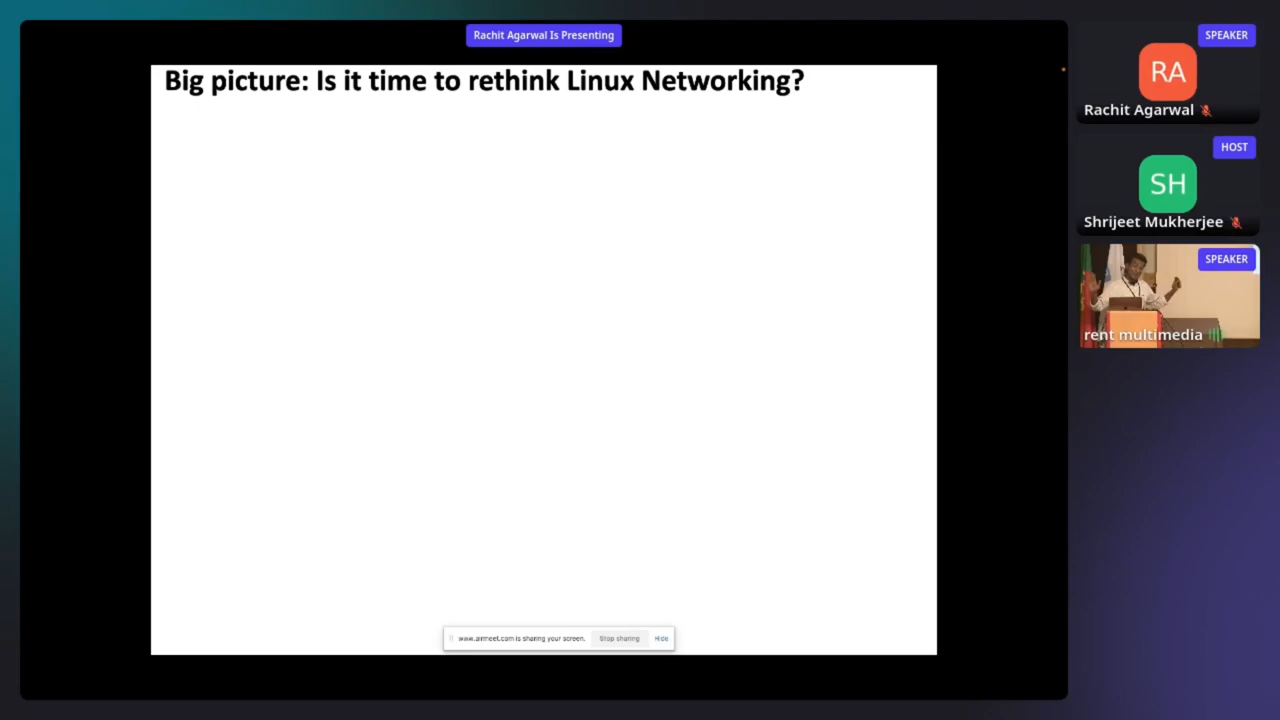 Rachit Agarwal Is Presenting
Big picture: Is it time to rethink Linux Networking?
www.airmeet.com is sharing your screen. Stop sharing Hide
SPEAKER
RA
Rachit Agarwal
HOST
SH
Shrijeet Mukherjee
SPEAKER
rent multimedia